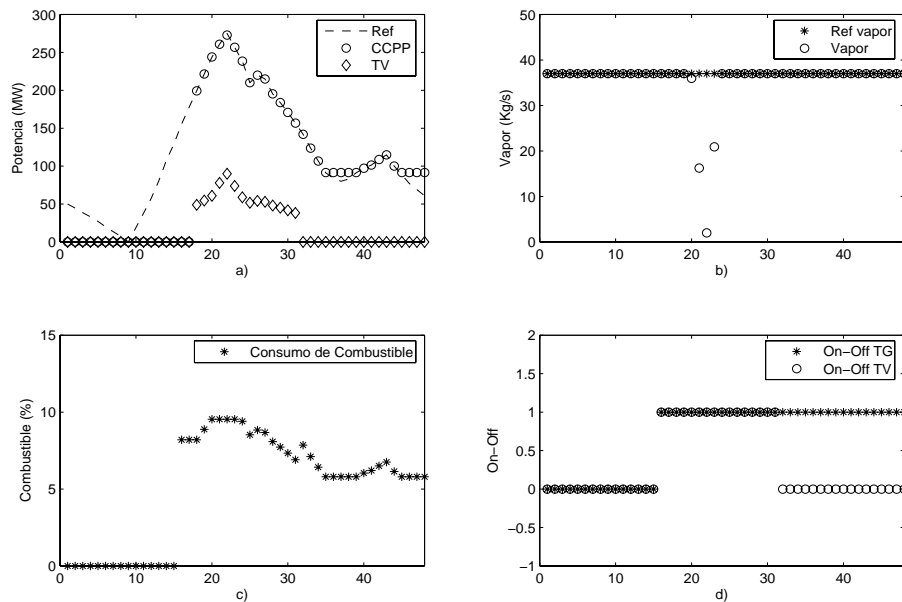 300
250
200
150
100
50
0
Potencia (MW)
Ref
CCPP
TV
0 10 20 30 40
a)
50
40
30
20
10
0
Vapor (Kg/s)
Ref vapor
Vapor
0 10 20 30 40
b)
15
10
5
0
Combustible (%)
Consumo de Combustible
0 10 20 30 40
c)
2
1.5
1
0.5
0
−0.5
−1
On−Off
On−Off TG
On−Off TV
0 10 20 30 40
d)